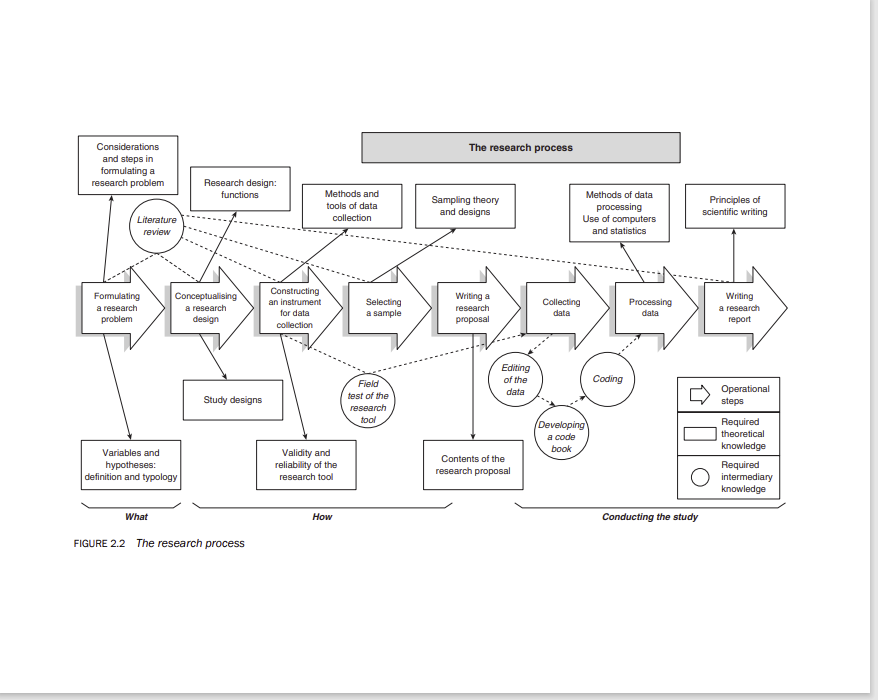 The research process
Considerations
and steps in
formulating a
research problem
Research design:
functions
Methods and
tools of data
collection
Sampling theory
and designs
Methods of data
processing
Use of computers
and statistics
Principles of
scientific writing
Literature
review
Formulating
a research
problem
Conceptualising
a research
design
Constructing
an instrument
for data
collection
Selecting
a sample
Writing a
research
proposal
Collecting
data
Processing
data
Writing
a research
report
Study designs
Field
test of the
research
tool
Editing
of the
data
Developing
a code
book
Coding
Variables and
hypotheses:
definition and typology
Validity and
reliability of the
research tool
Contents of the
research proposal
Operational
steps
Required
theoretical
knowledge
Required
intermediary
knowledge
What
How
Conducting the study
FIGURE 2.2 The research process